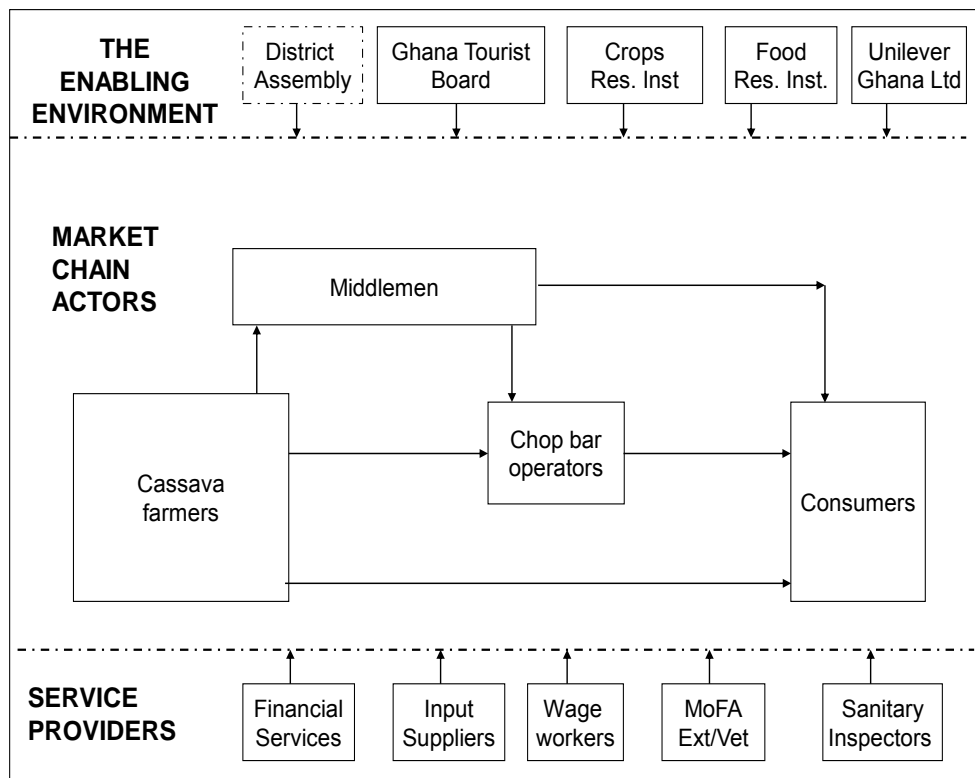 THE
ENABLING
ENVIRONMENT
District
Assembly
Ghana Tourist
Board
Crops
Res. Inst
Food
Res. Inst.
Unilever
Ghana Ltd
MARKET
CHAIN
ACTORS
Middlemen
Chop bar
operators
Cassava
farmers
Consumers
SERVICE
PROVIDERS
Financial
Services
Input
Suppliers
Wage
workers
MoFA
Ext/Vet
Sanitary
Inspectors